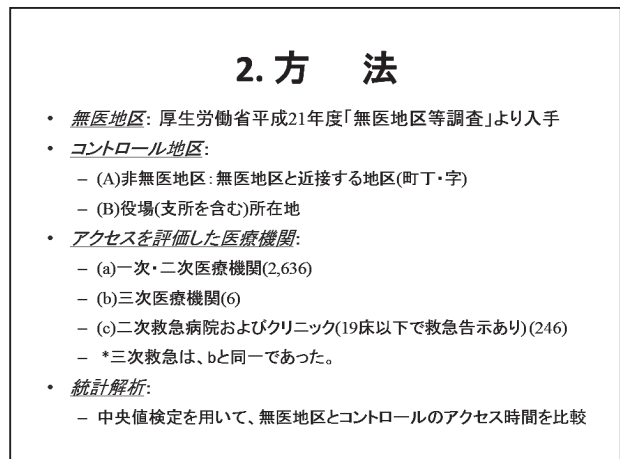 2. 方　法
• 無医地区: 厚生労働省平成21年度「無医地区等調査」より入手
• コントロール地区:
– (A)非無医地区：無医地区と近接する地区(町丁・字)
– (B)役場(支所を含む)所在地
• アクセスを評価した医療機関:
– (a)一次・二次医療機関(2,636)
– (b)三次医療機関(6)
– (c)二次救急病院およびクリニック(19床以下で救急告示あり)(246)
– *三次救急は、bと同一であった。
• 統計解析:
– 中央値検定を用いて、無医地区とコントロールのアクセス時間を比較